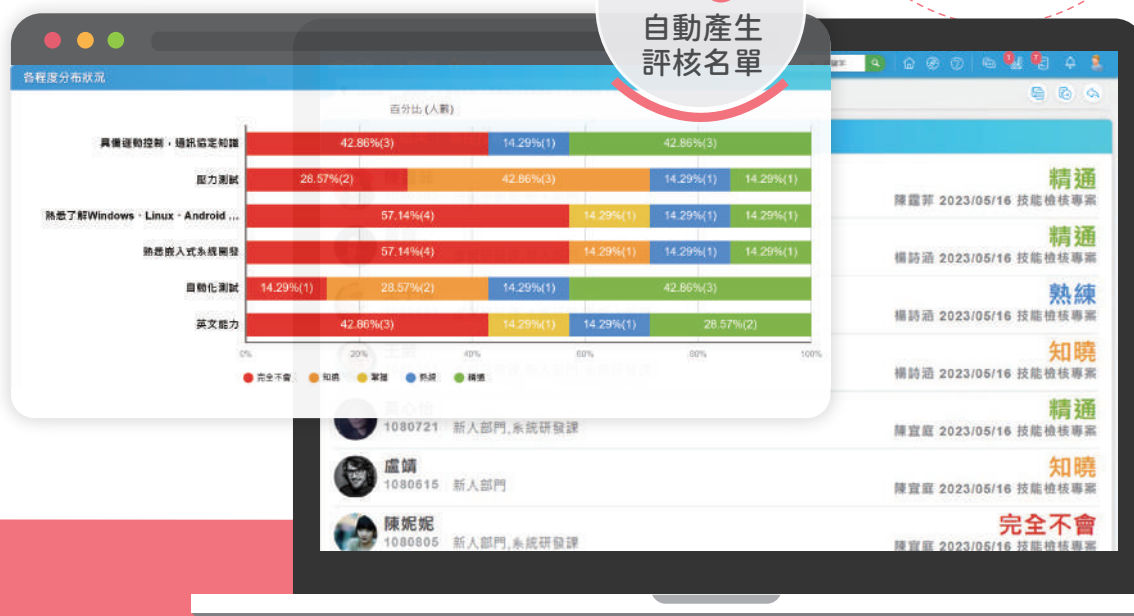 自動產生
評核名單
各程度分布狀況
百分比 (人數)
具備運動控制，通訊協定知識 42.86%(3) 14.29%(1) 42.86%(3)
壓力測試 28.57%(2) 42.86%(3) 14.29%(1) 14.29%(1)
熟悉了解Windows、Linux、Android ... 57.14%(4) 14.29%(1) 14.29%(1) 14.29%(1)
熟悉嵌入式系統開發 57.14%(4) 14.29%(1) 14.29%(1) 14.29%(1)
自動化測試 14.29%(1) 28.57%(2) 14.29%(1) 42.86%(3)
英文能力 42.86%(3) 14.29%(1) 14.29%(1) 28.57%(2)
0% 20% 40% 60% 80% 100%
完全不會 知曉 掌握 熟練 精通
精通
陳霆菲 2023/05/16 技能檢核專案
精通
楊詩涵 2023/05/16 技能檢核專案
熟練
楊詩涵 2023/05/16 技能檢核專案
知曉
楊詩涵 2023/05/16 技能檢核專案
精通
1080721 新人部門,系統研發課
陳宜庭 2023/05/16 技能檢核專案
盧靖
知曉
1080615 新人部門
陳宜庭 2023/05/16 技能檢核專案
陳妮妮
完全不會
1080805 新人部門,系統研發課
陳宜庭 2023/05/16 技能檢核專案